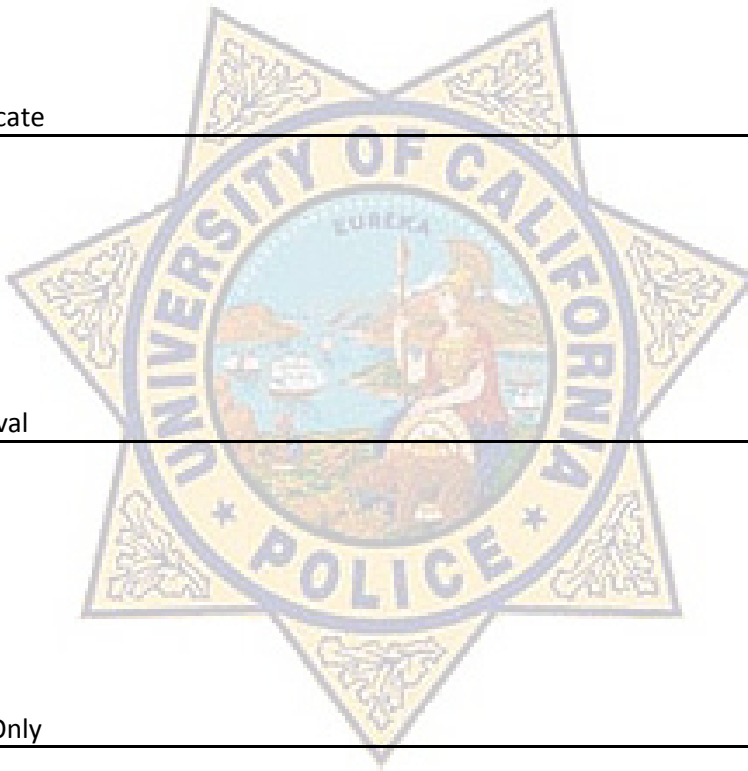 cate
UNIVERSITY OF CALIFORNIA
EUREKA
val
* POLICE *
Only